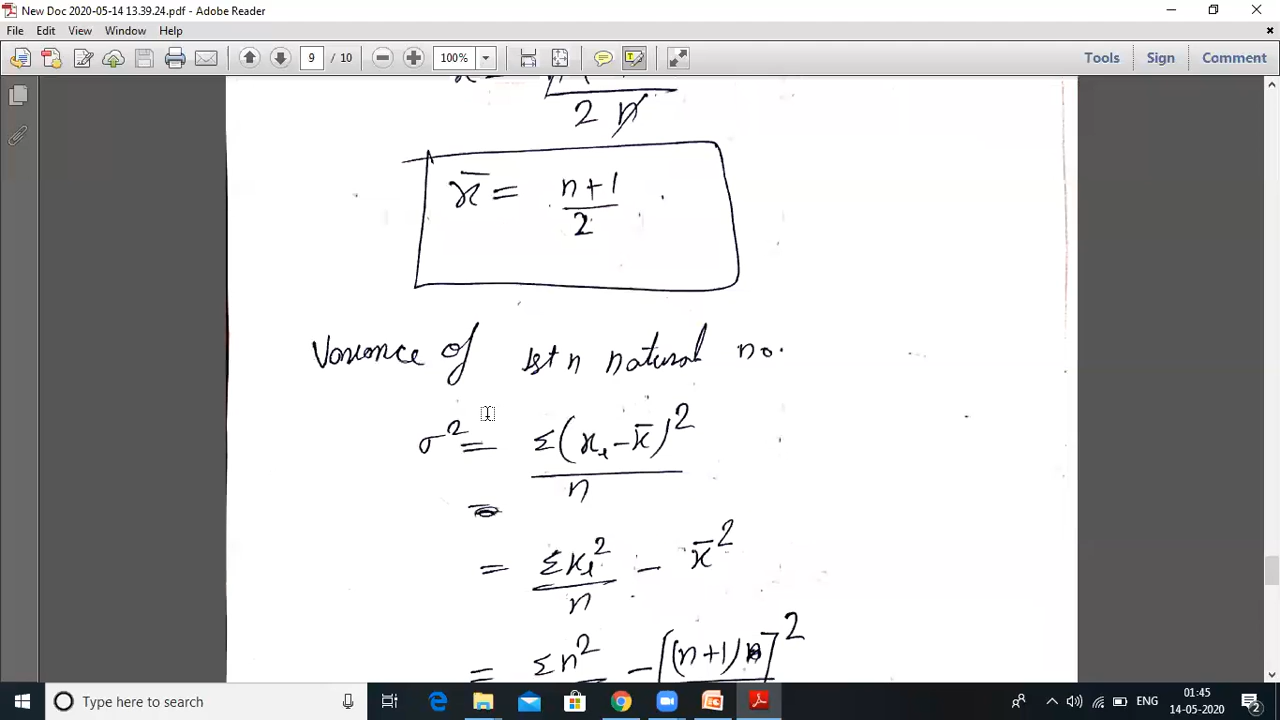 New Doc 2020-05-14 13.39.24.pdf - Adobe Reader
File Edit View Window Help
9 / 10 100% Tools Sign Comment
2 n
x̄ = n+1 / 2
Variance of 1st n natural no.
σ² = Σ(xᵢ - x̄)² / n
= Σxᵢ² / n - x̄²
= Σn² - [(n+1)]²
Type here to search
ENG 01:45 14-05-2020 2